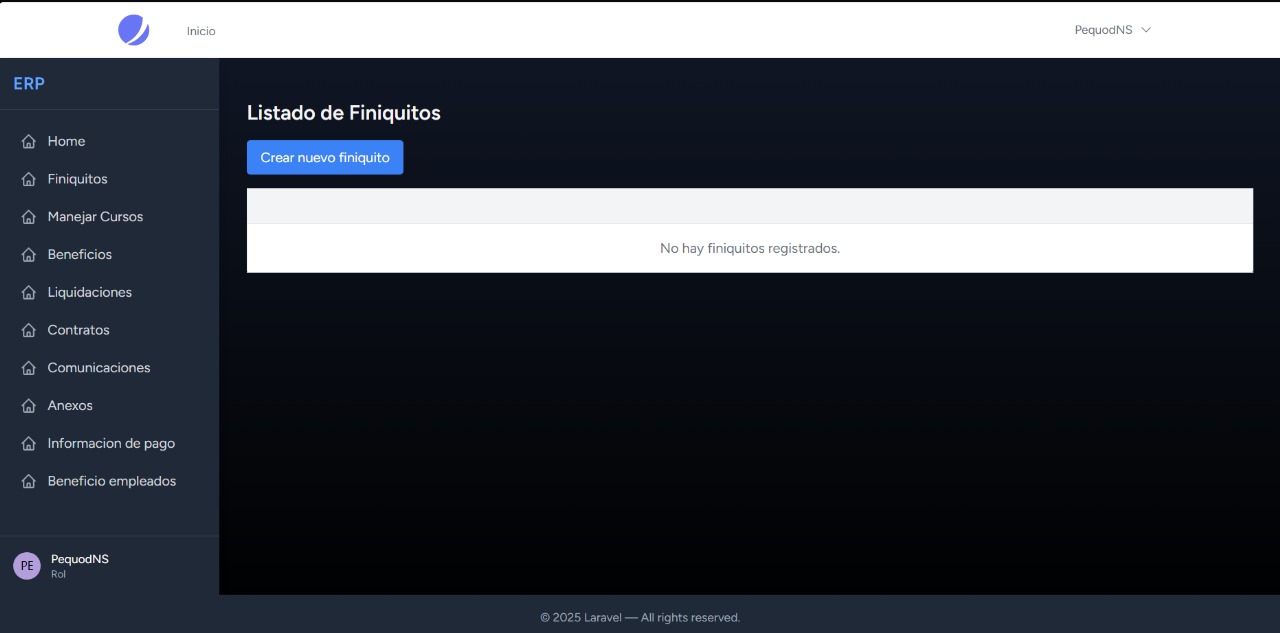 Inicio
PequodNS
ERP
Home
Finiquitos
Manejar Cursos
Beneficios
Liquidaciones
Contratos
Comunicaciones
Anexos
Informacion de pago
Beneficio empleados
PE
PequodNS
Rol
Listado de Finiquitos
Crear nuevo finiquito
No hay finiquitos registrados.
© 2025 Laravel — All rights reserved.